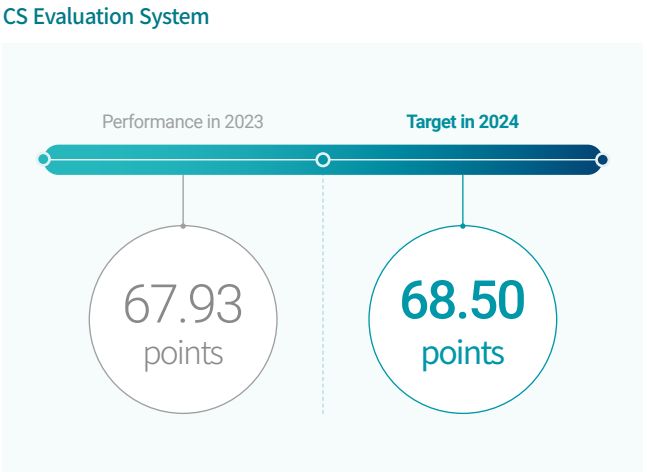 CS Evaluation System
Performance in 2023
Target in 2024
67.93
points
68.50
points